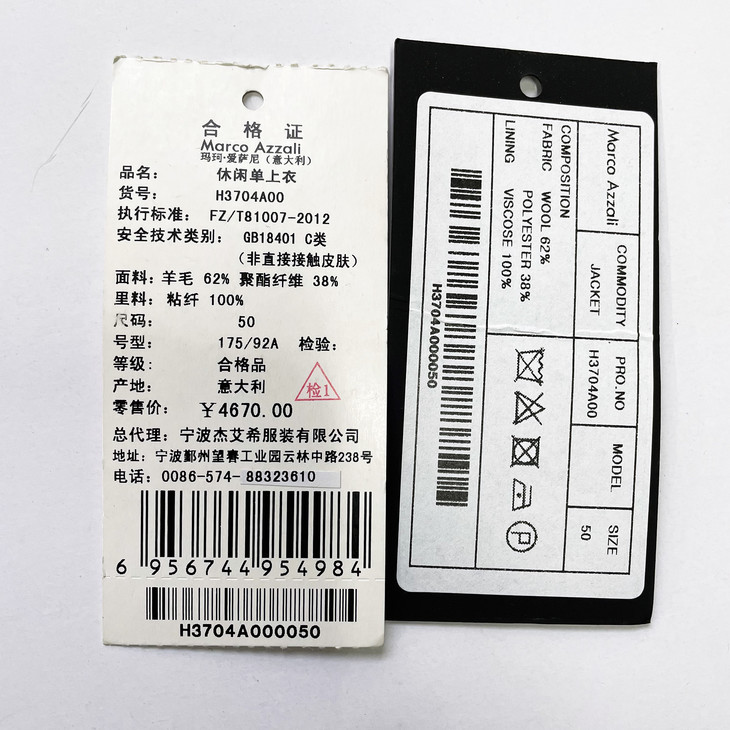 合格证
Marco Azzali
玛珂·爱萨尼（意大利）
品名： 休闲单上衣
货号： H3704A00
执行标准： FZ/T81007-2012
安全技术类别： GB18401 C类
（非直接接触皮肤）
面料：羊毛 62% 聚酯纤维 38%
里料：粘纤 100%
尺码： 50
号型： 175/92A 检验：
等级： 合格品
检1
产地： 意大利
零售价： ￥4670.00
总代理：宁波杰艾希服装有限公司
地址：宁波鄞州望春工业园云林中路238号
电话：0086-574-88323610
6 956744 954984
H3704A000050
Marco Azzali
COMMODITY
JACKET
PRO.NO
H3704A00
MODEL
SIZE
50
COMPOSITION
FABRIC WOOL 62%
POLYESTER 38%
LINING VISCOSE 100%
P
H3704A000050